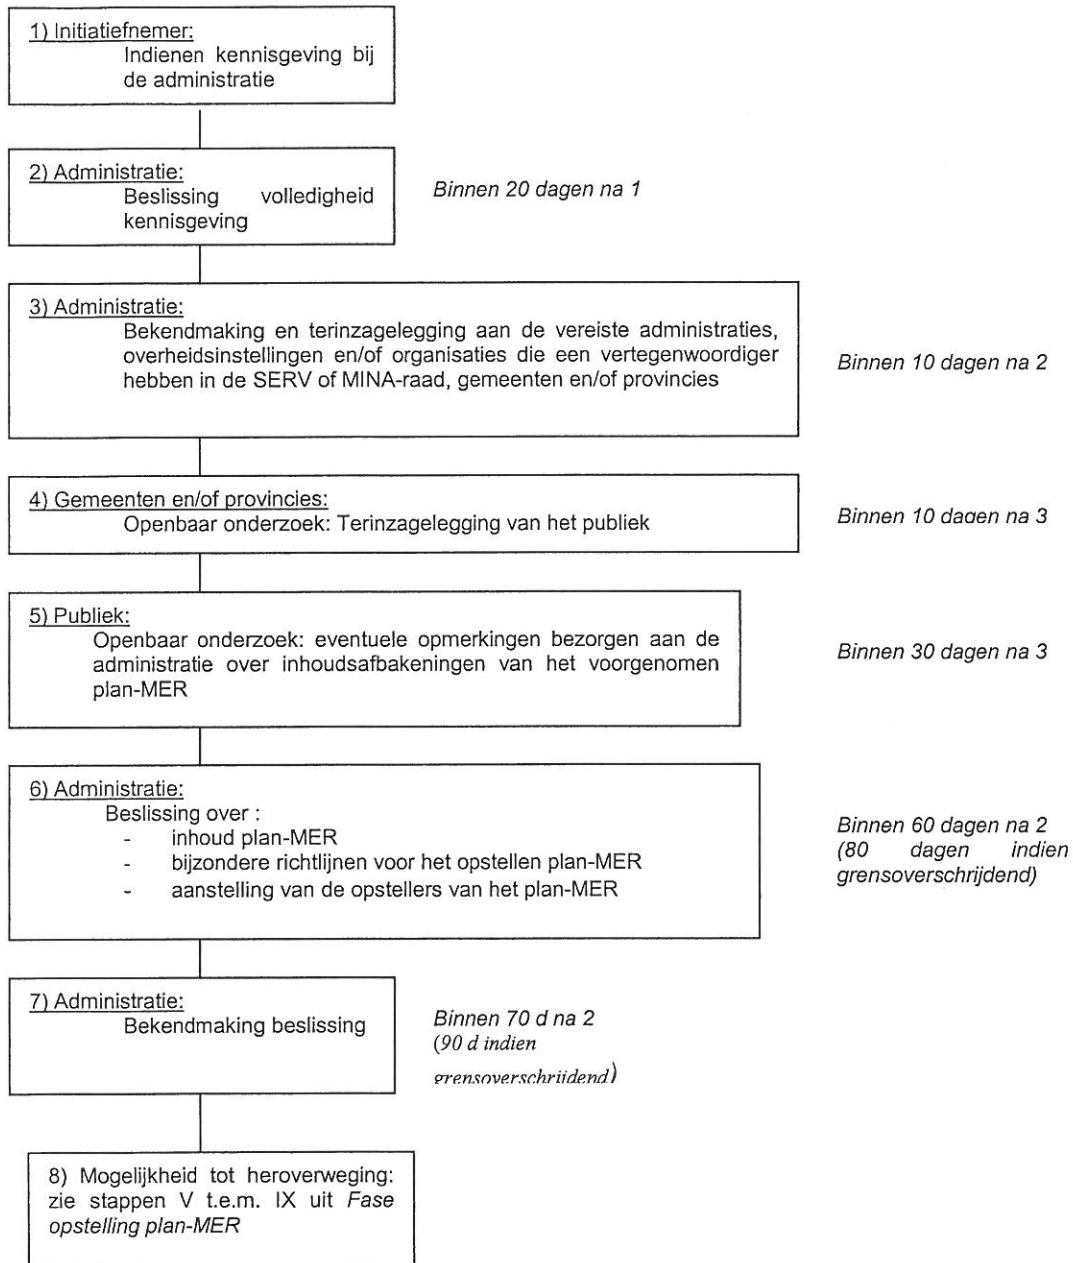 1) Initiatiefnemer:
Indienen kennisgeving bij
de administratie
2) Administratie:
Beslissing volledigheid
kennisgeving
Binnen 20 dagen na 1
3) Administratie:
Bekendmaking en terinzagelegging aan de vereiste administraties,
overheidsinstellingen en/of organisaties die een vertegenwoordiger
hebben in de SERV of MINA-raad, gemeenten en/of provincies
Binnen 10 dagen na 2
4) Gemeenten en/of provincies:
Openbaar onderzoek: Terinzagelegging van het publiek
Binnen 10 dagen na 3
5) Publiek:
Openbaar onderzoek: eventuele opmerkingen bezorgen aan de
administratie over inhoudsafbakeningen van het voorgenomen
plan-MER
Binnen 30 dagen na 3
6) Administratie:
Beslissing over :
- inhoud plan-MER
- bijzondere richtlijnen voor het opstellen plan-MER
- aanstelling van de opstellers van het plan-MER
Binnen 60 dagen na 2
(80 dagen indien
grensoverschrijdend)
7) Administratie:
Bekendmaking beslissing
Binnen 70 d na 2
(90 d indien
grensoverschrijdend)
8) Mogelijkheid tot heroverweging:
zie stappen V t.e.m. IX uit Fase
opstelling plan-MER